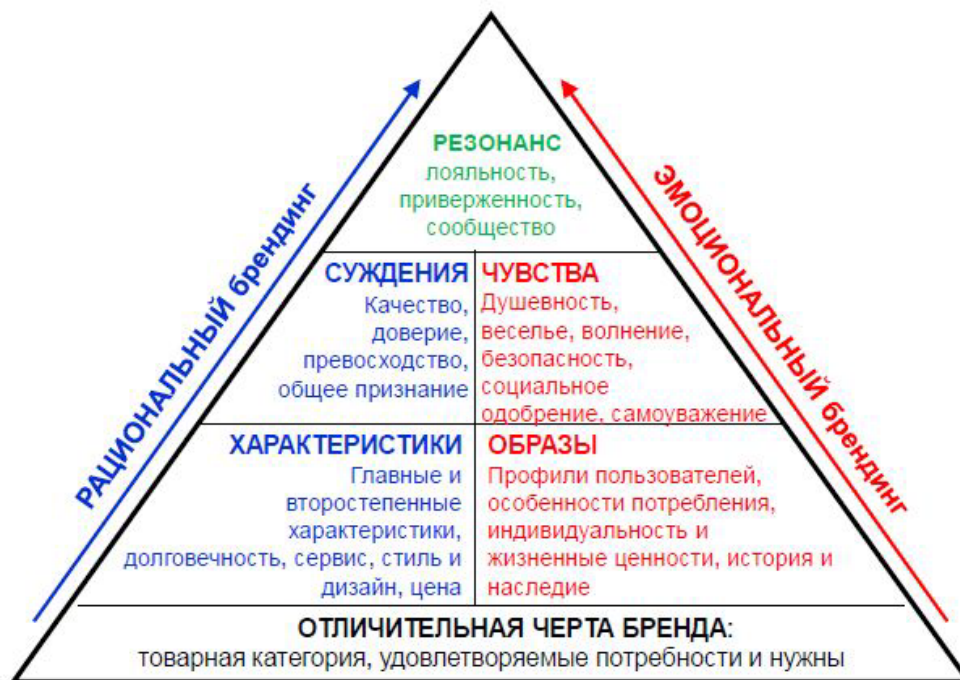 РЕЗОНАНС
лояльность,
приверженность,
сообщество
РАЦИОНАЛЬНЫЙ брендинг
ЭМОЦИОНАЛЬНЫЙ брендинг
СУЖДЕНИЯ
Качество,
доверие,
превосходство,
общее признание
ЧУВСТВА
Душевность,
веселье, волнение,
безопасность,
социальное
одобрение, самоуважение
ХАРАКТЕРИСТИКИ
Главные и
второстепенные
характеристики,
долговечность, сервис, стиль и
дизайн, цена
ОБРАЗЫ
Профили пользователей,
особенности потребления,
индивидуальность и
жизненные ценности, история и
наследие
ОТЛИЧИТЕЛЬНАЯ ЧЕРТА БРЕНДА:
товарная категория, удовлетворяемые потребности и нужны